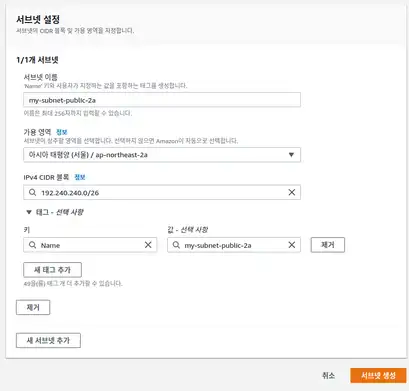 서브넷 설정
서브넷의 CIDR 블록 및 가용 영역을 지정합니다.
1/1개 서브넷
서브넷 이름
'Name' 키와 사용자가 지정하는 값을 포함하는 태그를 생성합니다.
my-subnet-public-2a
이름은 최대 256자까지 입력할 수 있습니다.
가용 영역 정보
서브넷이 상주할 영역을 선택합니다. 선택하지 않으면 Amazon이 자동으로 선택합니다.
아시아 태평양 (서울) / ap-northeast-2a
IPv4 CIDR 블록 정보
192.240.240.0/26
태그 - 선택 사항
키 값 - 선택 사항
Name my-subnet-public-2a 제거
새 태그 추가
49을(를) 태그 개 더 추가할 수 있습니다.
제거
새 서브넷 추가
취소 서브넷 생성